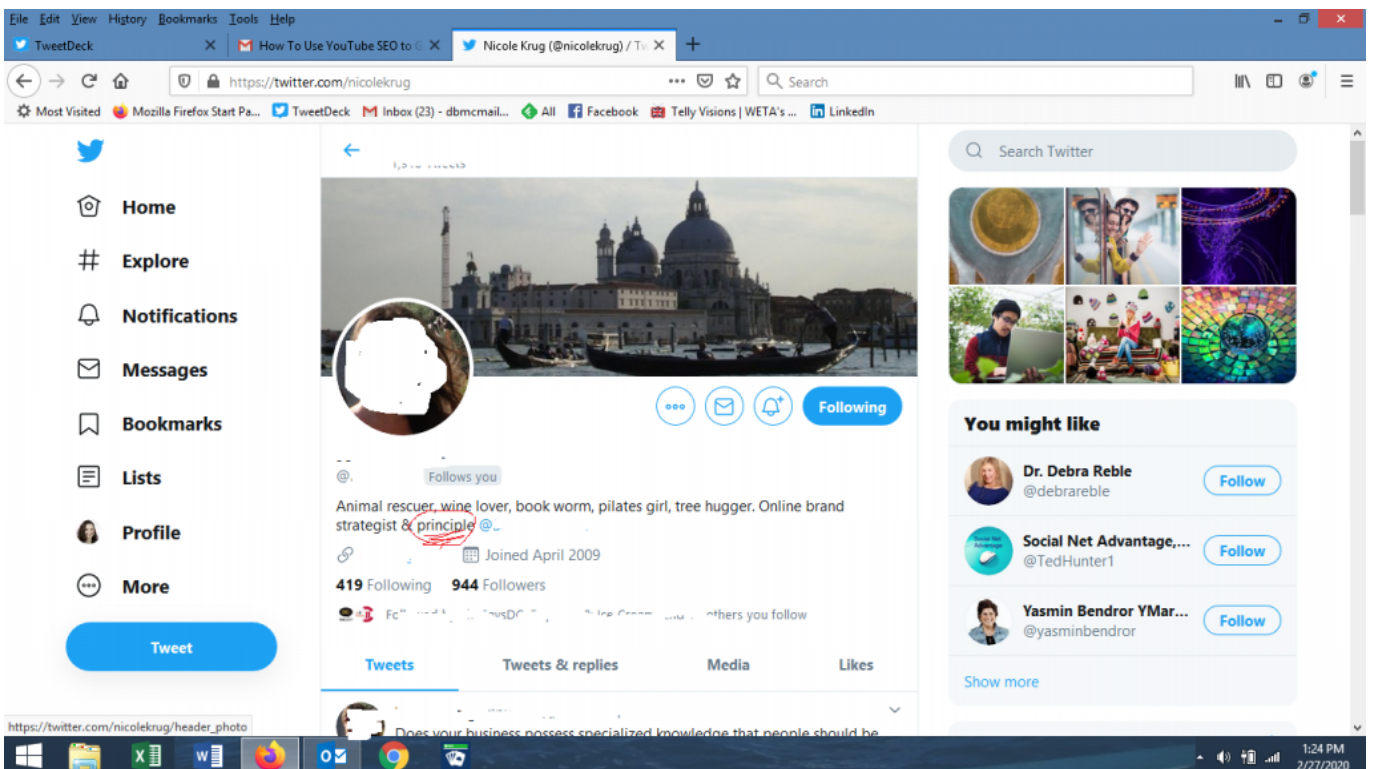 File Edit View History Bookmarks Tools Help
TweetDeck
How To Use YouTube SEO to G
Nicole Krug (@nicolekrug) / Tw
https://twitter.com/nicolekrug
Search
Most Visited Mozilla Firefox Start Pa... TweetDeck Inbox (23) - dbmcmail... All Facebook Telly Visions | WETA's ... LinkedIn
Home
Explore
Notifications
Messages
Bookmarks
Lists
Profile
More
Tweet
Following
@
Follows you
Animal rescuer, wine lover, book worm, pilates girl, tree hugger. Online brand
strategist & principle @
Joined April 2009
419 Following 944 Followers
others you follow
Tweets Tweets & replies Media Likes
Does your business possess specialized knowledge that people should be
Search Twitter
You might like
Dr. Debra Reble
@debrareble
Follow
Social Net Advantage,...
@TedHunter1
Follow
Yasmin Bendror YMar...
@yasminbendror
Follow
Show more
https://twitter.com/nicolekrug/header_photo
1:24 PM
2/27/2020